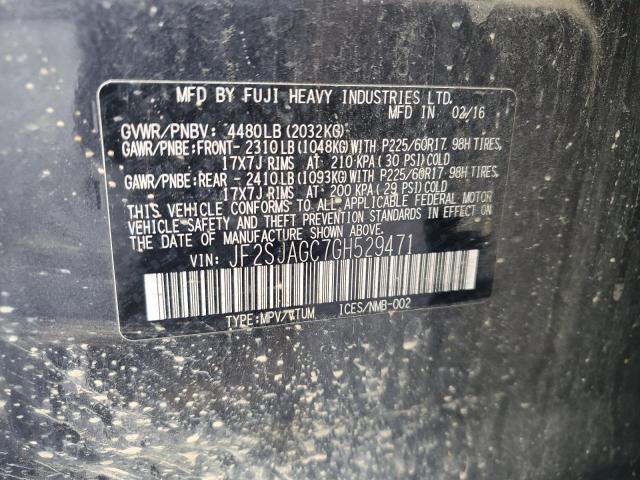 MFD BY FUJI HEAVY INDUSTRIES LTD.
MFD IN 02/16
GVWR/PNBV: 4480LB(2032KG)
GAWR/PNBE:FRONT- 2310LB(1048KG)WITH P225/60R17 98H TIRES,
17X7J RIMS AT 210 KPA(30 PSI)COLD
GAWR/PNBE:REAR - 2410LB(1093KG)WITH P225/60R17 98H TIRES,
17X7J RIMS AT 200 KPA(29 PSI)COLD
THIS VEHICLE CONFORMS TO ALL APPLICABLE FEDERAL MOTOR
VEHICLE SAFETY AND THEFT PREVENTION STANDARDS
IN EFFECT ON THE DATE OF MANUFACTURE SHOWN ABOVE.
VIN: JF2SJAGC7GH529471
TYPE:MPV/VTUM ICES/NMB-002